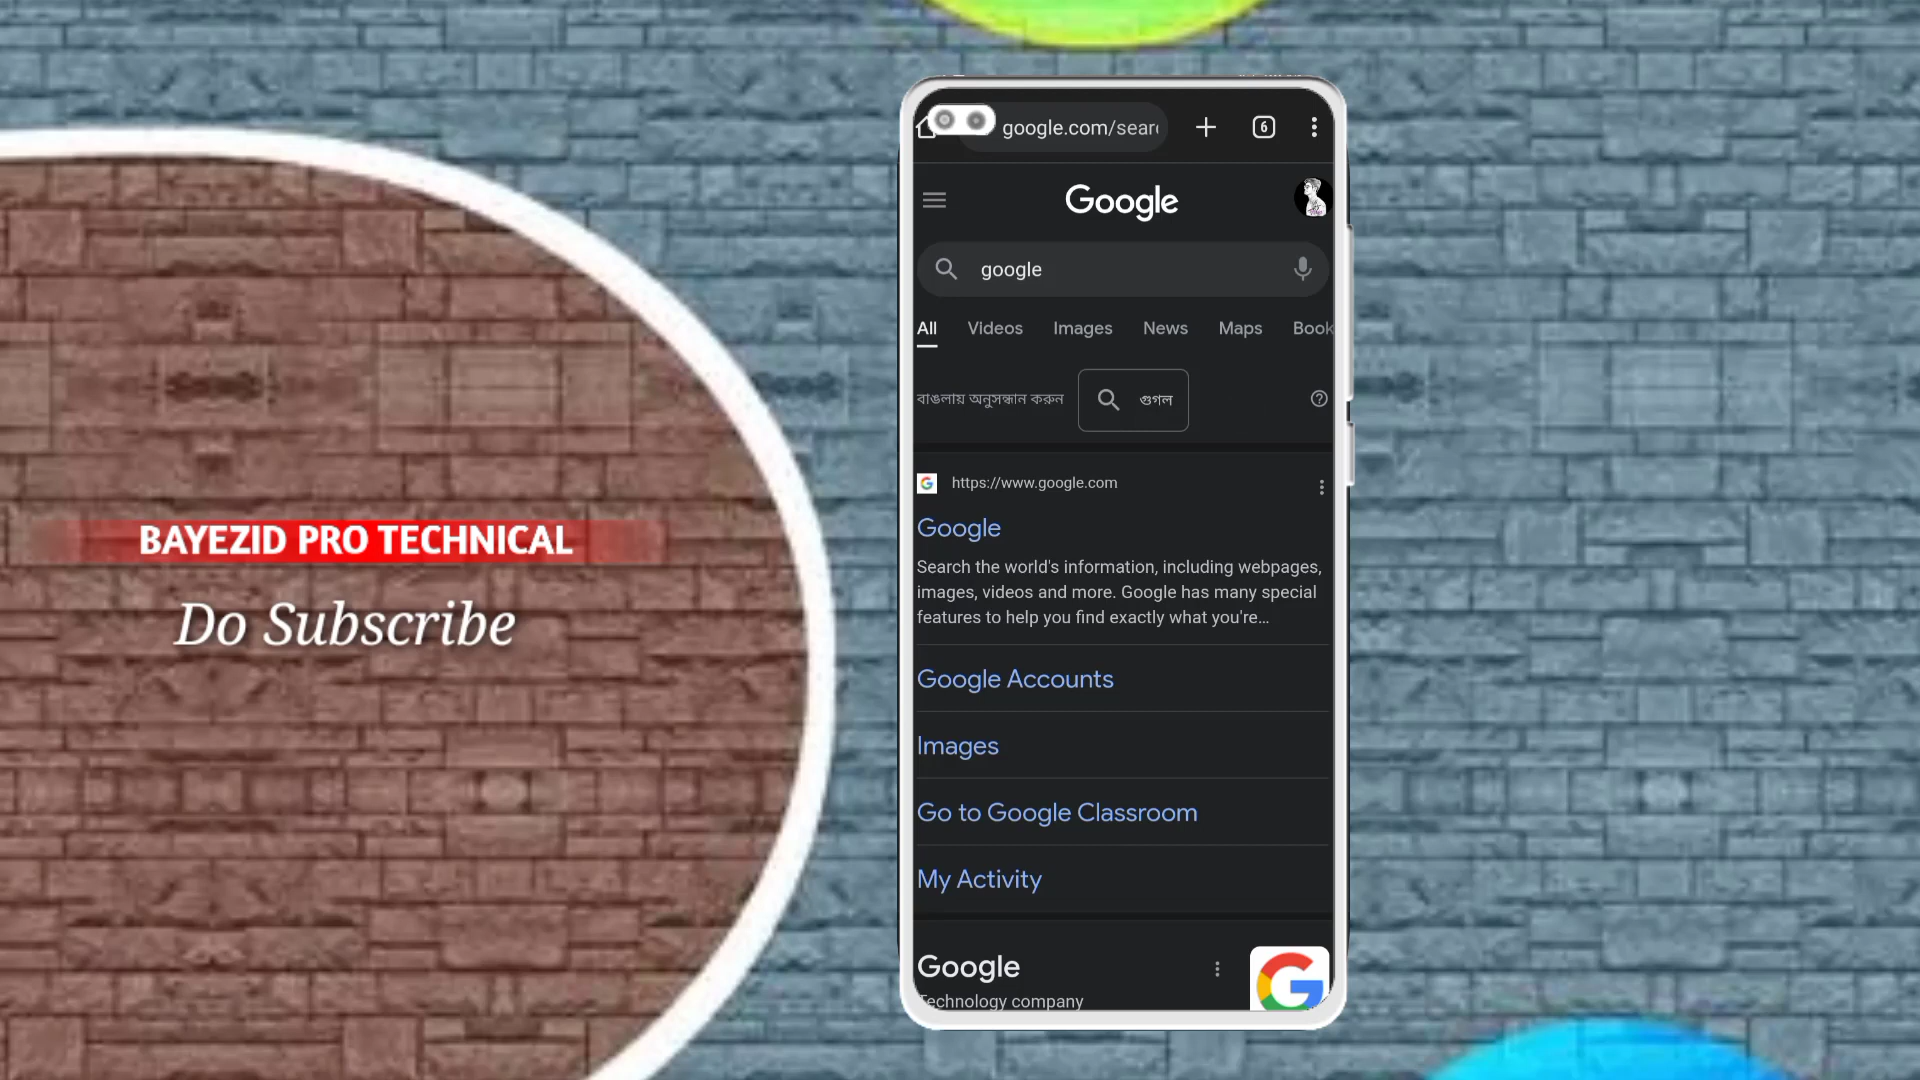 BAYEZID PRO TECHNICAL
Do Subscribe
google.com/sear
6
Google
google
All Videos Images News Maps Book
বাঙলায় অনুসন্ধান করুন গুগল
https://www.google.com
Google
Search the world's information, including webpages,
images, videos and more. Google has many special
features to help you find exactly what you're...
Google Accounts
Images
Go to Google Classroom
My Activity
Google
Technology company